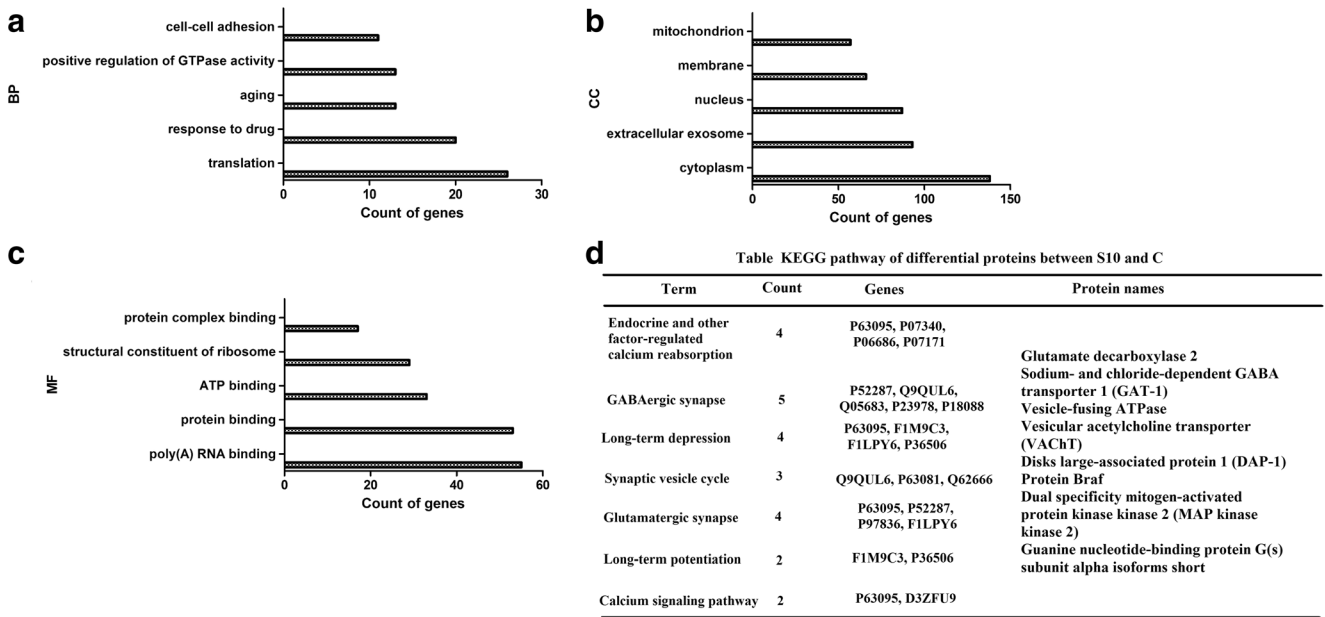 a
cell-cell adhesion
positive regulation of GTPase activity
aging
response to drug
translation
BP
0 10 20 30
Count of genes
b
mitochondrion
membrane
nucleus
extracellular exosome
cytoplasm
CC
0 50 100 150
Count of genes
c
protein complex binding
structural constituent of ribosome
ATP binding
protein binding
poly(A) RNA binding
MF
0 20 40 60
Count of genes
d
Table KEGG pathway of differential proteins between S10 and C
Term Count Genes Protein names
Endocrine and other
factor-regulated
calcium reabsorption
4
P63095, P07340,
P06686, P07171
GABAergic synapse
5
P52287, Q9QUL6,
Q05683, P23978, P18088
Long-term depression
4
P63095, F1M9C3,
F1LPY6, P36506
Synaptic vesicle cycle
3
Q9QUL6, P63081, Q62666
Glutamatergic synapse
4
P63095, P52287,
P97836, F1LPY6
Long-term potentiation
2
F1M9C3, P36506
Calcium signaling pathway
2
P63095, D3ZFU9
Glutamate decarboxylase 2
Sodium- and chloride-dependent GABA
transporter 1 (GAT-1)
Vesicle-fusing ATPase
Vesicular acetylcholine transporter
(VAChT)
Disks large-associated protein 1 (DAP-1)
Protein Braf
Dual specificity mitogen-activated
protein kinase kinase 2 (MAP kinase
kinase 2)
Guanine nucleotide-binding protein G(s)
subunit alpha isoforms short